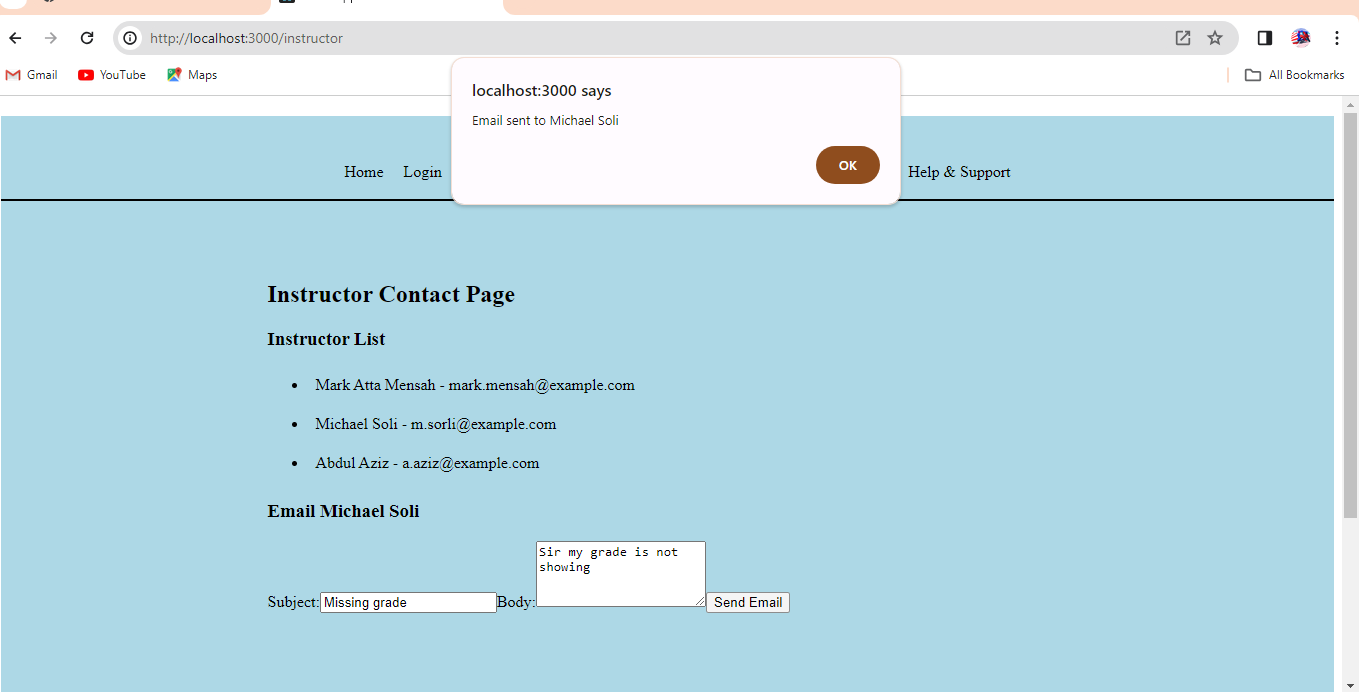 http://localhost:3000/instructor
Gmail YouTube Maps All Bookmarks
localhost:3000 says
Email sent to Michael Soli
OK
Home Login Help & Support
Instructor Contact Page
Instructor List
Mark Atta Mensah - mark.mensah@example.com
Michael Soli - m.sorli@example.com
Abdul Aziz - a.aziz@example.com
Email Michael Soli
Sir my grade is not
showing
Subject: Missing grade Body: Send Email